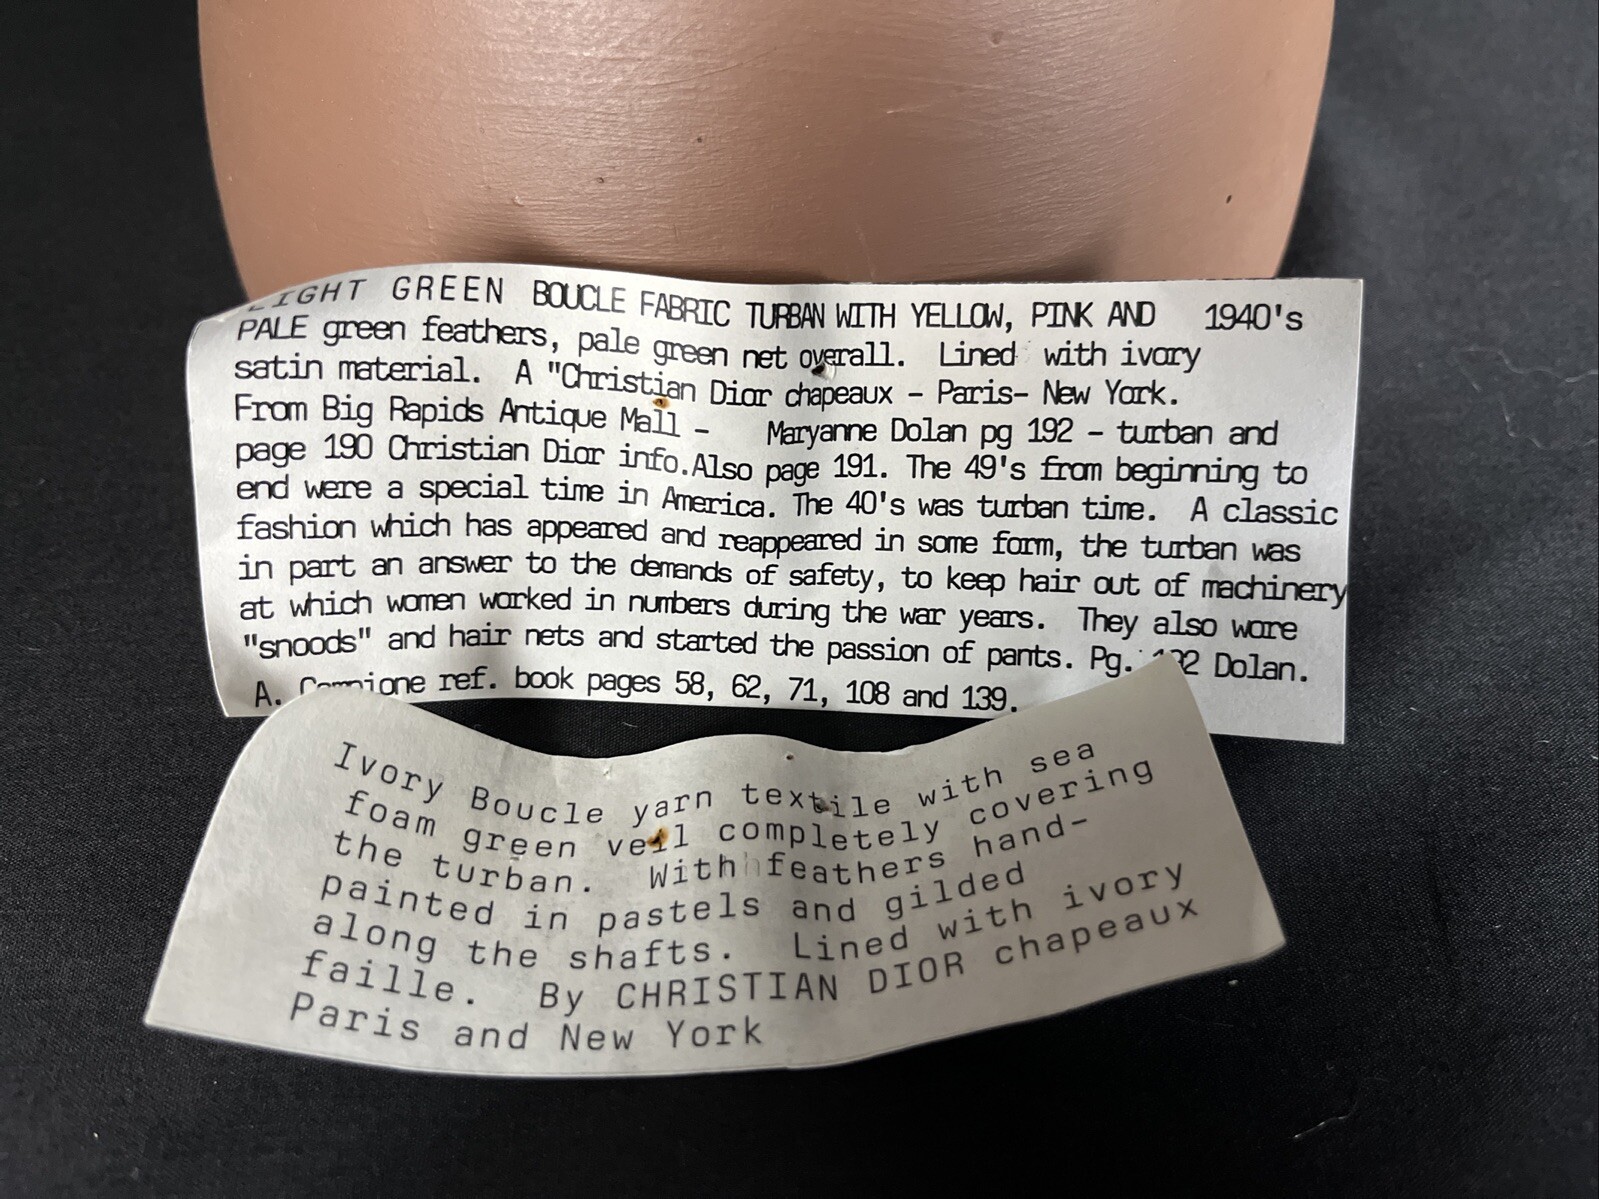 LIGHT GREEN BOUCLE FABRIC TURBAN WITH YELLOW, PINK AND 1940's
PALE green feathers, pale green net overall. Lined with ivory
satin material. A "Christian Dior chapeaux - Paris- New York.
From Big Rapids Antique Mall - Maryanne Dolan pg 192 - turban and
page 190 Christian Dior info.Also page 191. The 49's from beginning to
end were a special time in America. The 40's was turban time. A classic
fashion which has appeared and reappeared in some form, the turban was
in part an answer to the demands of safety, to keep hair out of machinery
at which women worked in numbers during the war years. They also wore
"snoods" and hair nets and started the passion of pants. Pg. Dolan.
A. ref. book pages 58, 62, 71, 108 and 139.
Ivory Boucle yarn textile with sea
foam green veil completely covering
the turban. With feathers hand-
painted in pastels and gilded
along the shafts. Lined with ivory
faille. By CHRISTIAN DIOR chapeaux
Paris and New York